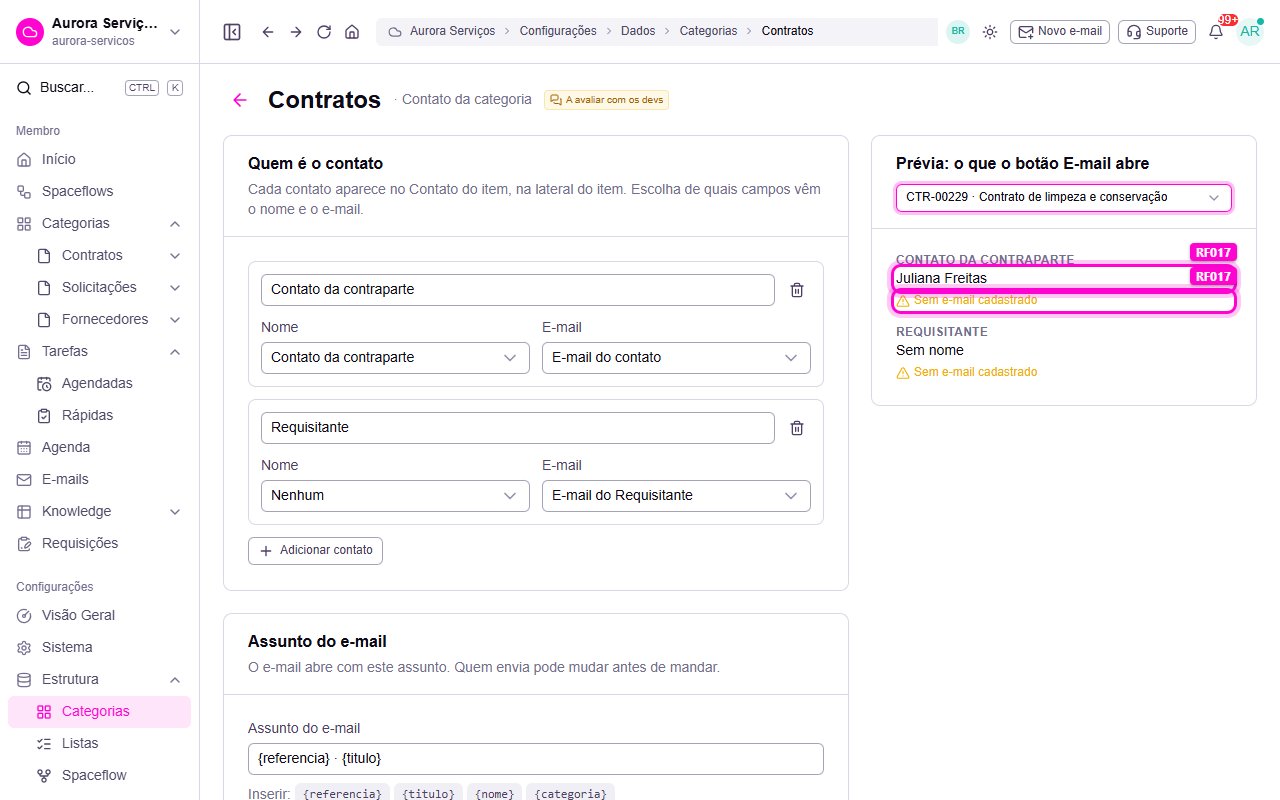 Aurora Serviç...
aurora-servicos
Aurora Serviços > Configurações > Dados > Categorias > Contratos
BR
Novo e-mail
Suporte
99+
AR
Buscar...
CTRL K
Membro
Início
Spaceflows
Categorias
Contratos
Solicitações
Fornecedores
Tarefas
Agendadas
Rápidas
Agenda
E-mails
Knowledge
Requisições
Configurações
Visão Geral
Sistema
Estrutura
Categorias
Listas
Spaceflow
Contratos · Contato da categoria
A avaliar com os devs
Quem é o contato
Cada contato aparece no Contato do item, na lateral do item. Escolha de quais campos vêm
o nome e o e-mail.
Contato da contraparte
Nome E-mail
Contato da contraparte E-mail do contato
Requisitante
Nome E-mail
Nenhum E-mail do Requisitante
Adicionar contato
Assunto do e-mail
O e-mail abre com este assunto. Quem envia pode mudar antes de mandar.
Assunto do e-mail
{referencia} · {titulo}
Inserir: {referencia} {titulo} {nome} {categoria}
Prévia: o que o botão E-mail abre
CTR-00229 · Contrato de limpeza e conservação
CONTATO DA CONTRAPARTE
RF017
Juliana Freitas
RF017
Sem e-mail cadastrado
REQUISITANTE
Sem nome
Sem e-mail cadastrado